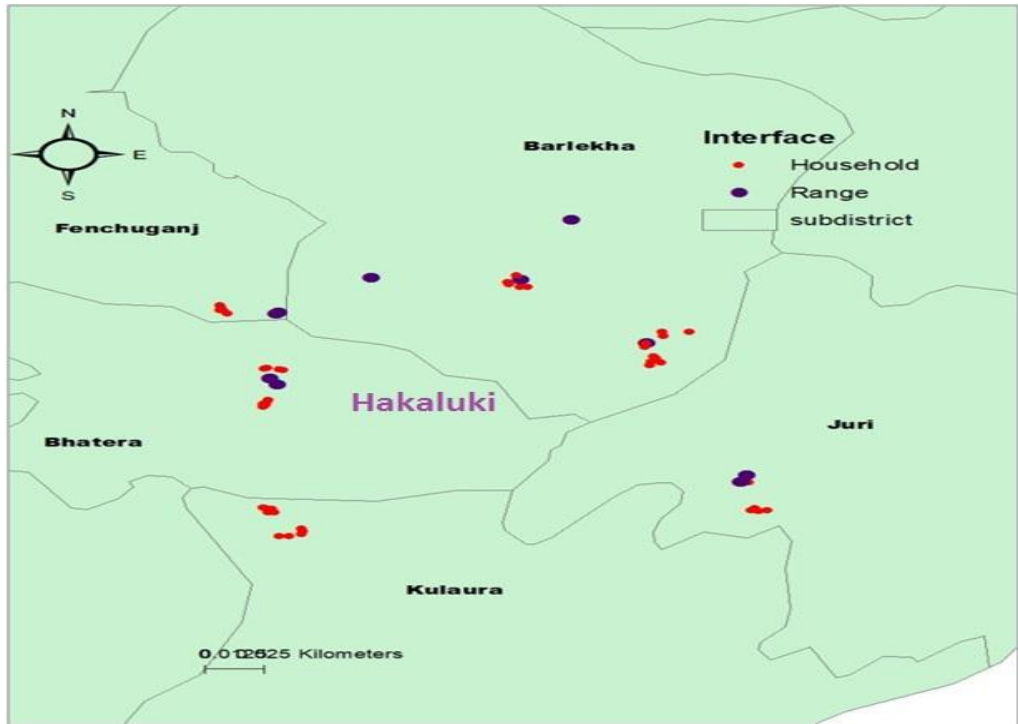 N
E
S
Barlekha
Interface
Household
Range
subdistrict
Fenchuganj
Hakaluki
Bhatera
Juri
Kulaura
Kilometers